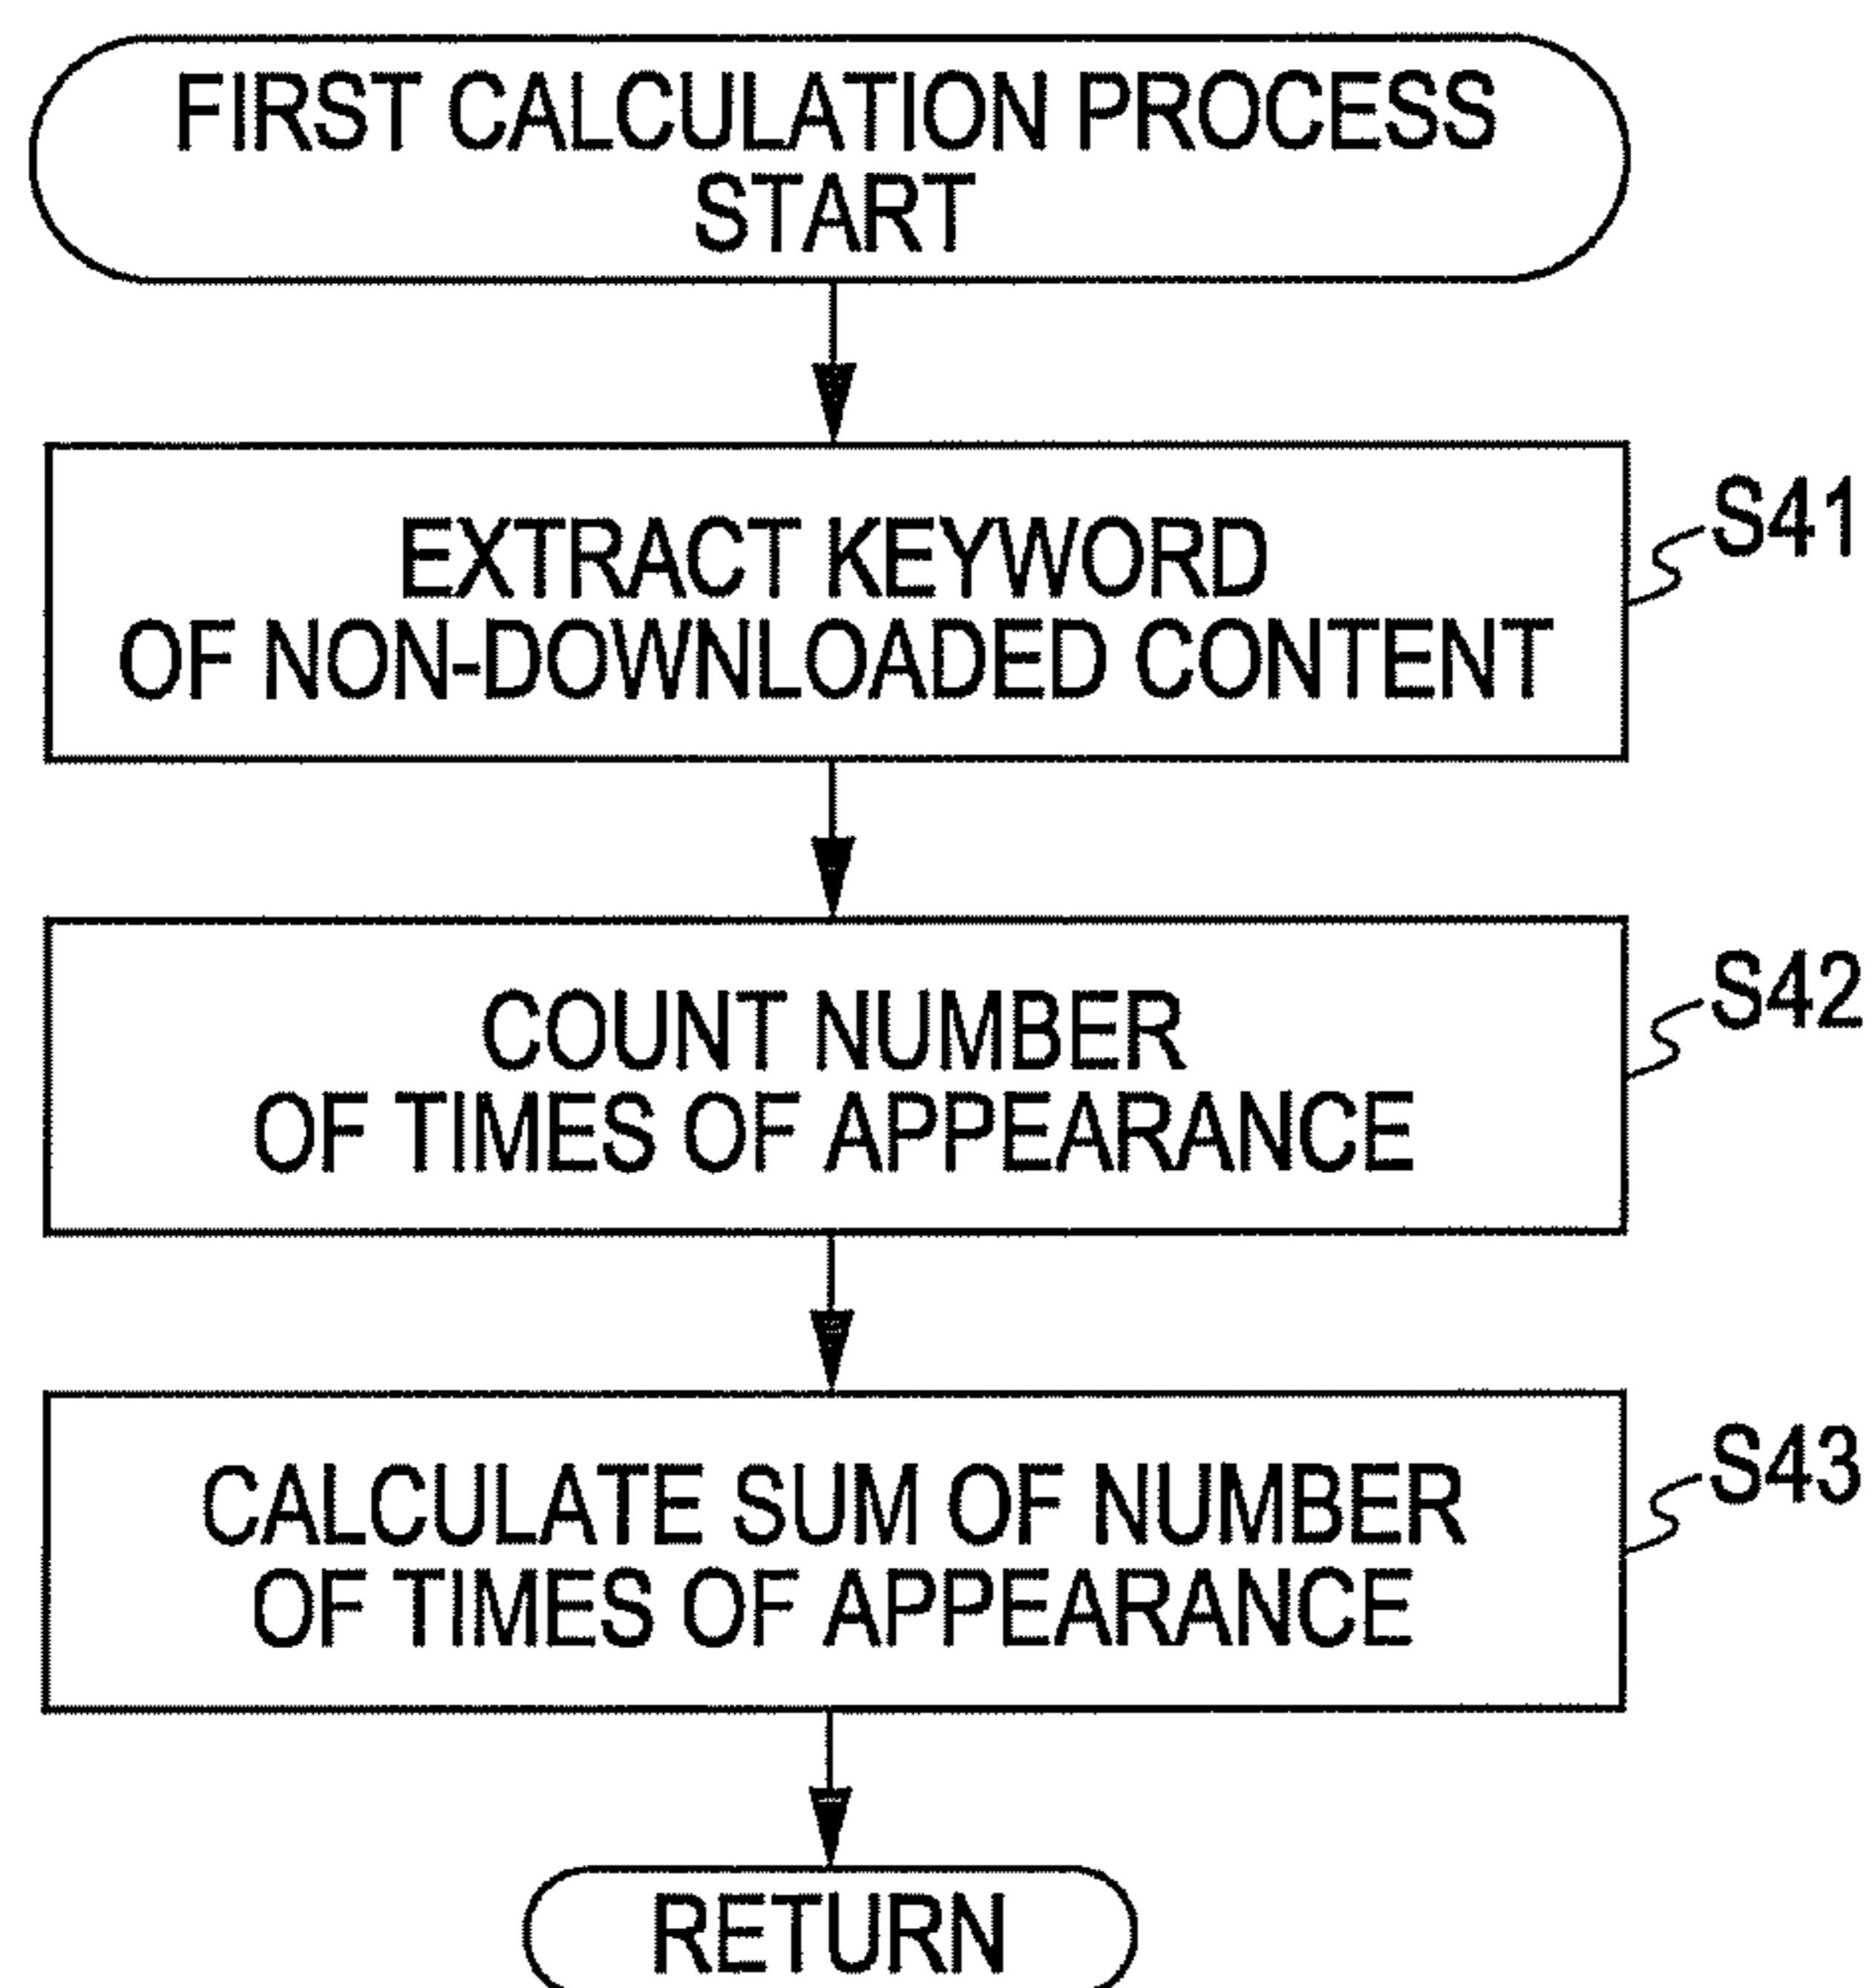 FIRST CALCULATION PROCESS
START
EXTRACT KEYWORD
OF NON-DOWNLOADED CONTENT
S41
COUNT NUMBER
OF TIMES OF APPEARANCE
S42
CALCULATE SUM OF NUMBER
OF TIMES OF APPEARANCE
S43
RETURN